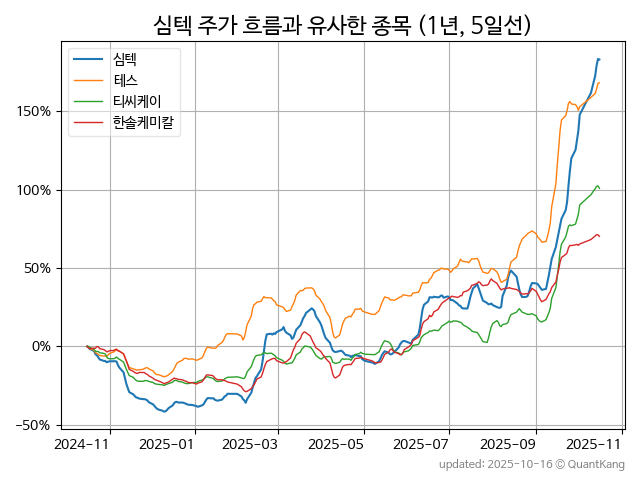 심텍 주가 흐름과 유사한 종목 (1년, 5일선)
심텍
테스
티씨케이
한솔케미칼
150%
100%
50%
0%
−50%
2024-11
2025-01
2025-03
2025-05
2025-07
2025-09
2025-11
updated: 2025-10-16 © QuantKang